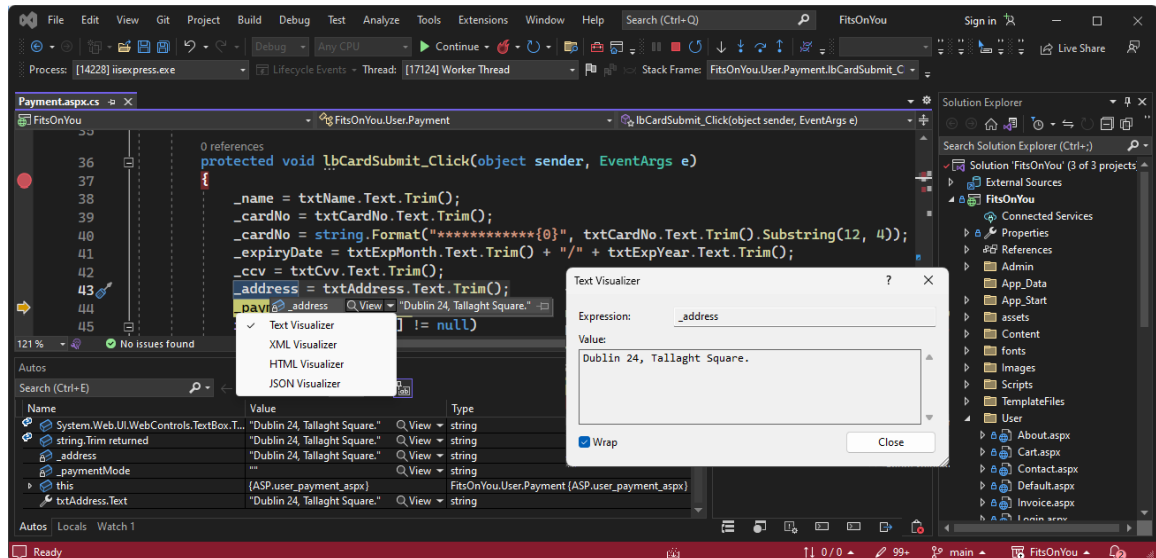 File Edit View Git Project Build Debug Test Analyze Tools Extensions Window Help Search (Ctrl+Q) FitsOnYou Sign in
Debug Any CPU Continue Live Share
Process: [14228] iisexpress.exe Lifecycle Events Thread: [17124] Worker Thread Stack Frame: FitsOnYou.User.Payment.lbCardSubmit_C
Payment.aspx.cs
FitsOnYou FitsOnYou.User.Payment lbCardSubmit_Click(object sender, EventArgs e)
35
0 references
36 protected void lbCardSubmit_Click(object sender, EventArgs e)
37 {
38 _name = txtName.Text.Trim();
39 _cardNo = txtCardNo.Text.Trim();
40 _cardNo = string.Format("************{0}", txtCardNo.Text.Trim().Substring(12, 4));
41 _expiryDate = txtExpMonth.Text.Trim() + "/" + txtExpYear.Text.Trim();
42 _ccv = txtCvv.Text.Trim();
43 _address = txtAddress.Text.Trim();
44 _pay _address View "Dublin 24, Tallaght Square."
45 ] != null)
Text Visualizer
XML Visualizer
HTML Visualizer
JSON Visualizer
121 % No issues found
Autos
Search (Ctrl+E)
Name Value Type
System.Web.UI.WebControls.TextBox.T... "Dublin 24, Tallaght Square." View string
string.Trim returned "Dublin 24, Tallaght Square." View string
_address "Dublin 24, Tallaght Square." View string
_paymentMode "" View string
this {ASP.user_payment_aspx} FitsOnYou.User.Payment {ASP.user_payment_aspx}
txtAddress.Text "Dublin 24, Tallaght Square." View string
Autos Locals Watch 1
Text Visualizer ?
Expression: _address
Value:
Dublin 24, Tallaght Square.
Wrap Close
Solution Explorer
Search Solution Explorer (Ctrl+;)
Solution 'FitsOnYou' (3 of 3 projects
External Sources
FitsOnYou
Connected Services
Properties
References
Admin
App_Data
App_Start
assets
Content
fonts
Images
Scripts
TemplateFiles
User
About.aspx
Cart.aspx
Contact.aspx
Default.aspx
Invoice.aspx
Login.aspx
Ready 0 / 0 99+ main FitsOnYou 2